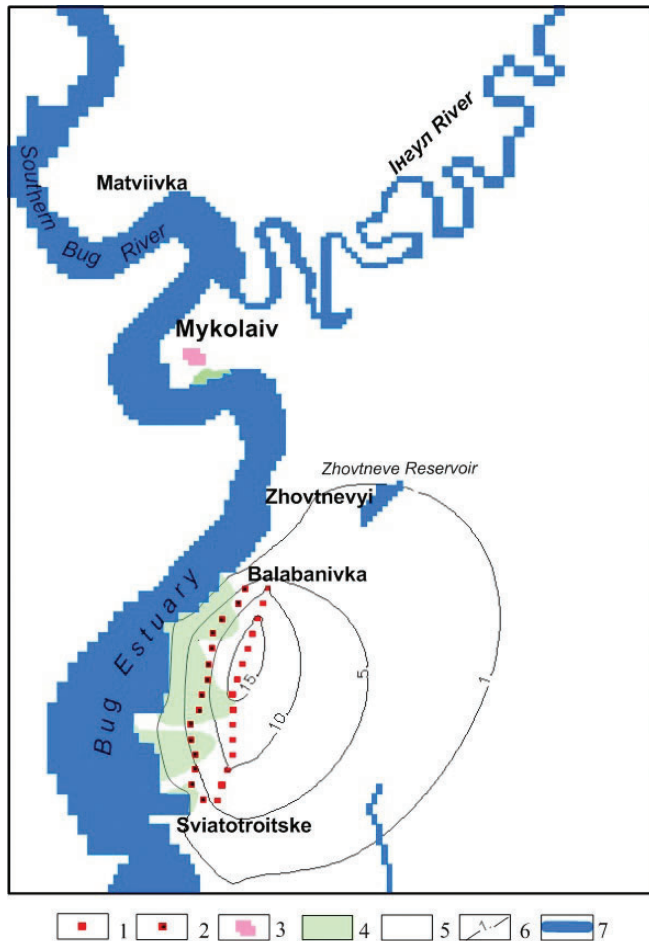 Інгул River
Matviivka
Southern Bug River
Mykolaiv
Zhovtneve Reservoir
Zhovtnevyi
Balabanivka
Bug Estuary
15
10
5
1.
Sviatotroitske
1 2 3 4 5 1. 6 7